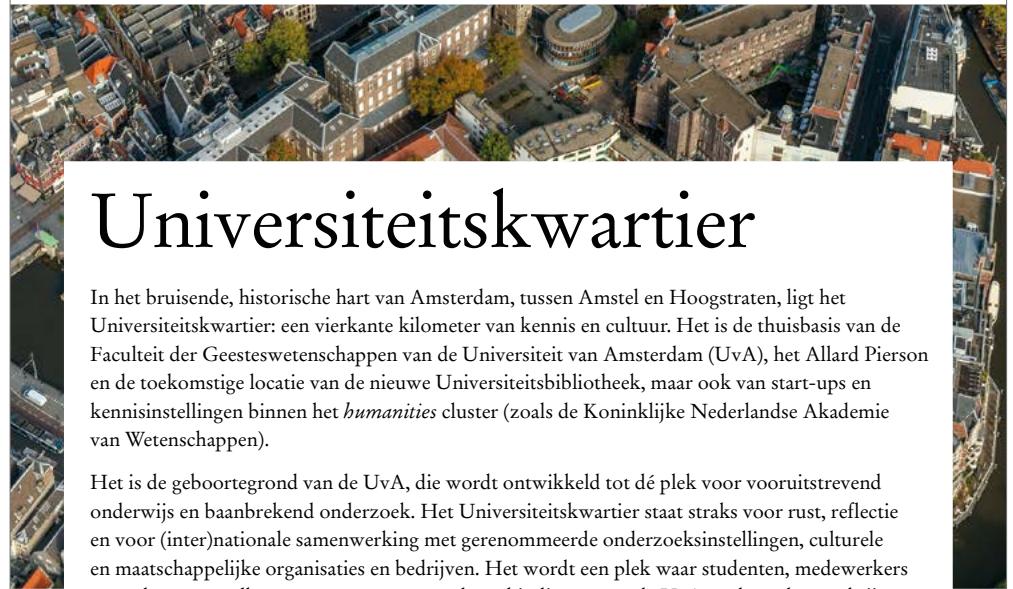 Universiteitskwartier
In het bruisende, historische hart van Amsterdam, tussen Amstel en Hoogstraten, ligt het
Universiteitskwartier: een vierkante kilometer van kennis en cultuur. Het is de thuisbasis van de
Faculteit der Geesteswetenschappen van de Universiteit van Amsterdam (UvA), het Allard Pierson
en de toekomstige locatie van de nieuwe Universiteitsbibliotheek, maar ook van start-ups en
kennisinstellingen binnen het humanities cluster (zoals de Koninklijke Nederlandse Akademie
van Wetenschappen).
Het is de geboortegrond van de UvA, die wordt ontwikkeld tot dé plek voor vooruitstrevend
onderwijs en baanbrekend onderzoek. Het Universiteitskwartier staat straks voor rust, reflectie
en voor (inter)nationale samenwerking met gerenommeerde onderzoeksinstellingen, culturele
en maatschappelijke organisaties en bedrijven. Het wordt een plek waar studenten, medewerkers